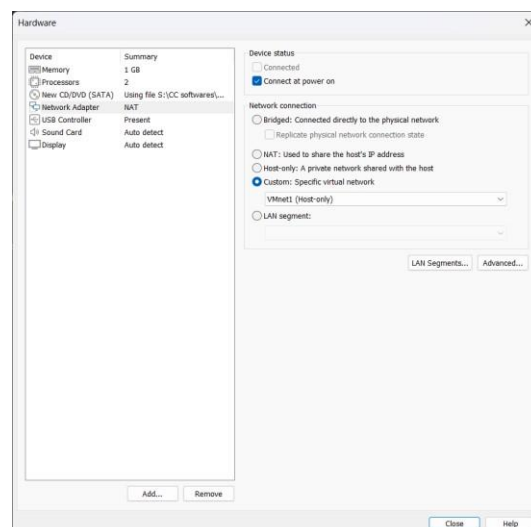 Hardware
Device Summary
Memory 1 GB
Processors 2
New CD/DVD (SATA) Using file S:\CC softwares\...
Network Adapter NAT
USB Controller Present
Sound Card Auto detect
Display Auto detect
Add... Remove
Device status
Connected
Connect at power on
Network connection
Bridged: Connected directly to the physical network
Replicate physical network connection state
NAT: Used to share the host's IP address
Host-only: A private network shared with the host
Custom: Specific virtual network
VMnet1 (Host-only)
LAN segment:
LAN Segments... Advanced...
Close Help